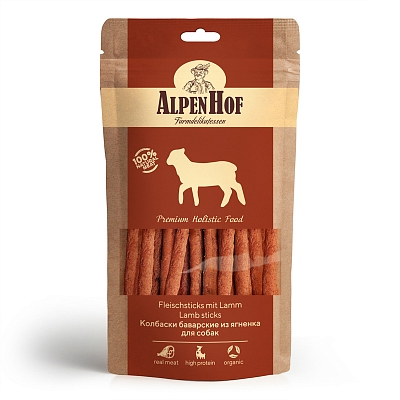 ALPENHOF
Farmdelikatessen
100%
NATURAL
MEAT
Premium Holistic Food
Fleischsticks mit Lamm
Lamb sticks
Колбаски баварские из ягненка
для собак
real meat
high protein
organic